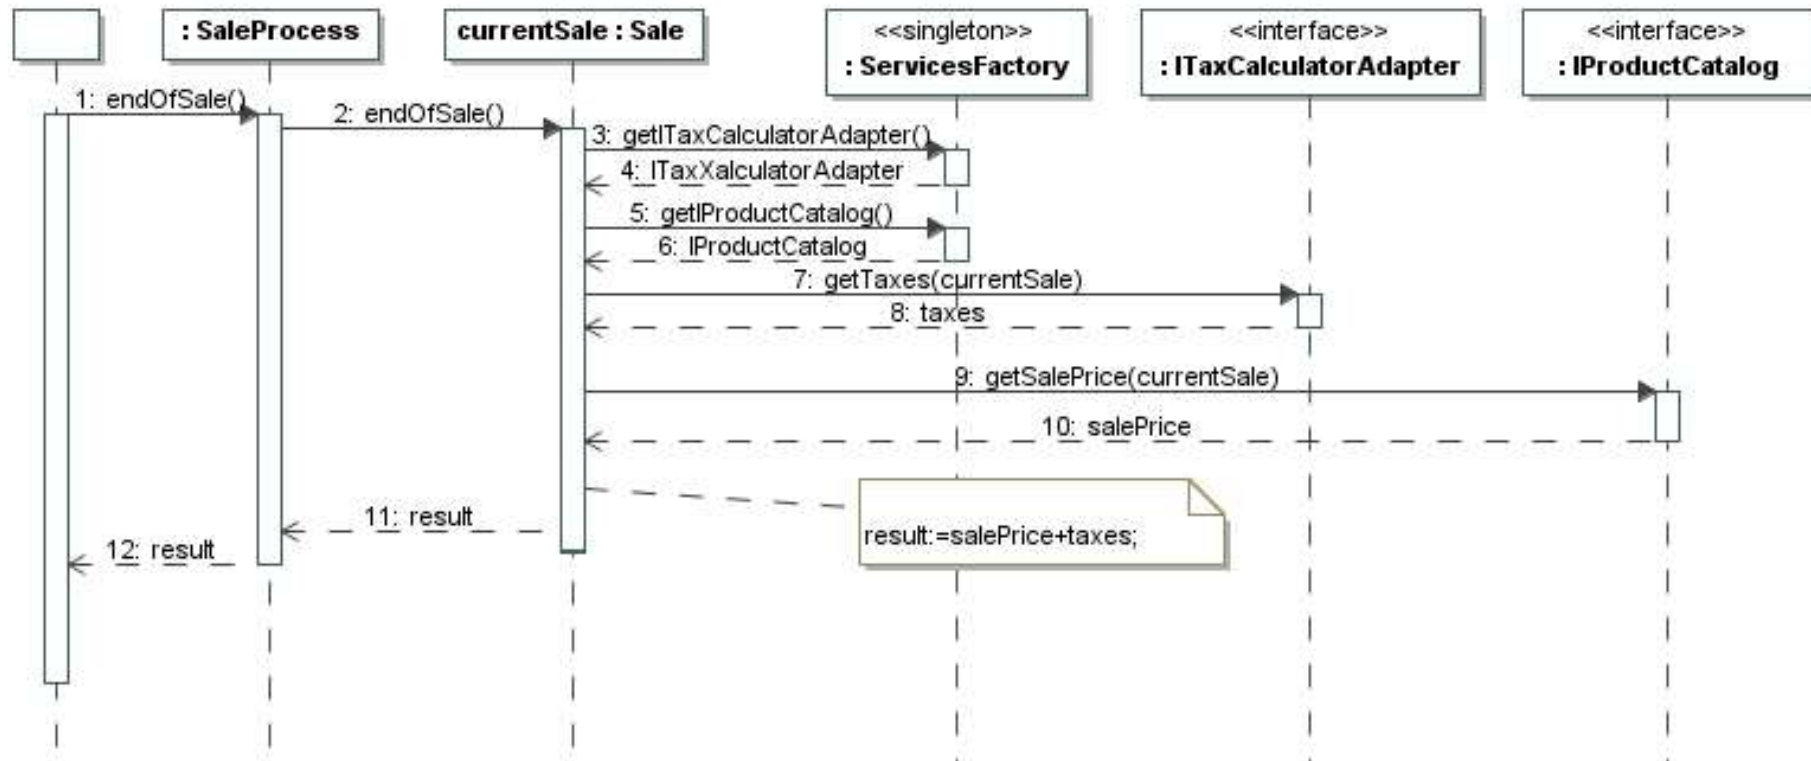 : SaleProcess
currentSale : Sale
<<singleton>>
: ServicesFactory
<<interface>>
: ITaxCalculatorAdapter
<<interface>>
: IProductCatalog
1: endOfSale()
2: endOfSale()
3: getITaxCalculatorAdapter()
4: ITaxXalculatorAdapter
5: getIProductCatalog()
6: IProductCatalog
7: getTaxes(currentSale)
8: taxes
9: getSalePrice(currentSale)
10: salePrice
result:=salePrice+taxes;
11: result
12: result